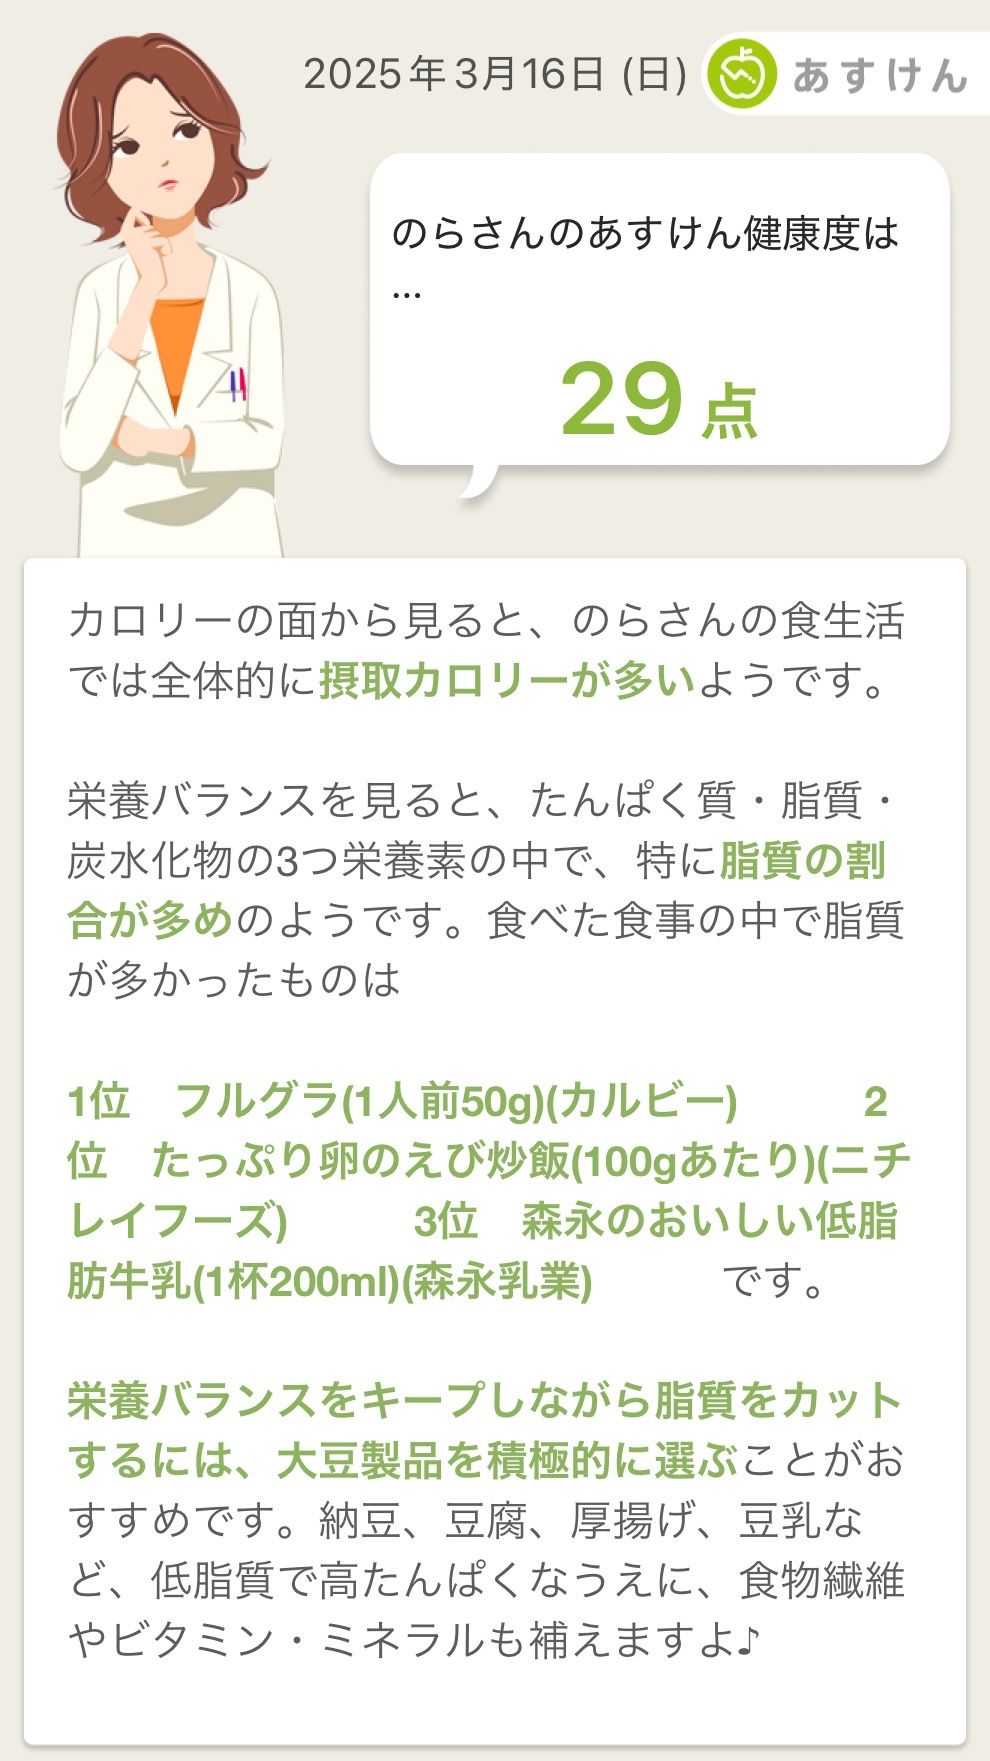 2025年3月16日 (日)
あすけん
のらさんのあすけん健康度は
…
29点
カロリーの面から見ると、のらさんの食生活
では全体的に摂取カロリーが多いようです。
栄養バランスを見ると、たんぱく質・脂質・
炭水化物の3つ栄養素の中で、特に脂質の割
合が多めのようです。食べた食事の中で脂質
が多かったものは
1位　フルグラ(1人前50g)(カルビー)　　　2
位　たっぷり卵のえび炒飯(100gあたり)(ニチ
レイフーズ)　　　3位　森永のおいしい低脂
肪牛乳(1杯200ml)(森永乳業)　　　です。
栄養バランスをキープしながら脂質をカット
するには、大豆製品を積極的に選ぶことがお
すすめです。納豆、豆腐、厚揚げ、豆乳な
ど、低脂質で高たんぱくなうえに、食物繊維
やビタミン・ミネラルも補えますよ♪